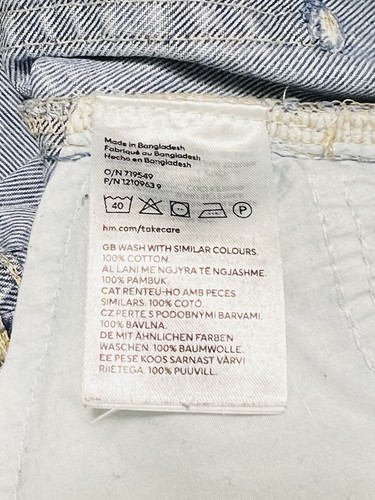 Made in Bangladesh
Fabriqué au Bangladesh
Hecho en Bangladesh
O/N 719549
P/N 1210963 9
40
P
hm.com/takecare
GB WASH WITH SIMILAR COLOURS.
100% COTTON.
AL LANI ME NGJYRA TË NGJASHME.
100% PAMBUK.
CAT RENTEU-HO AMB PECES
SIMILARS. 100% COTÓ.
CZ PERTE S PODOBNÝMI BARVAMI.
100% BAVLNA.
DE MIT ÄHNLICHEN FARBEN
WASCHEN. 100% BAUMWOLLE.
EE PESE KOOS SARNAST VÄRVI
RIIETEGA. 100% PUUVILL.